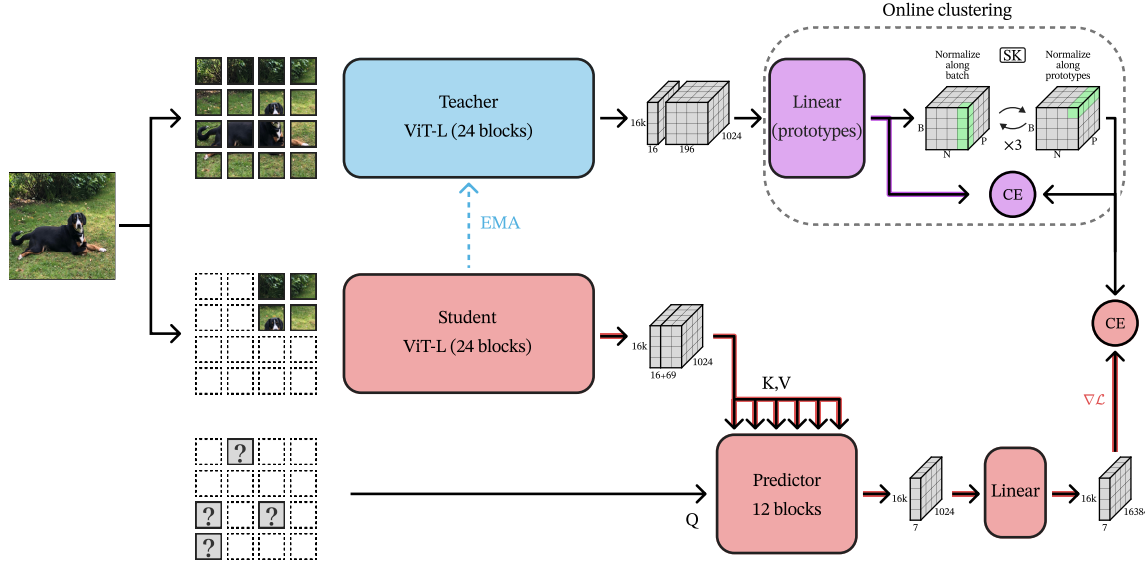 Online clustering
Normalize
along
batch
SK
Normalize
along
prototypes
Teacher
ViT-L (24 blocks)
16k
16
196
1024
Linear
(prototypes)
B
N
P
×3
B
N
P
CE
EMA
Student
ViT-L (24 blocks)
16k
16+69
1024
K,V
CE
∇ℒ
?
?
?
?
Q
Predictor
12 blocks
16k
7
1024
Linear
16k
7
16384